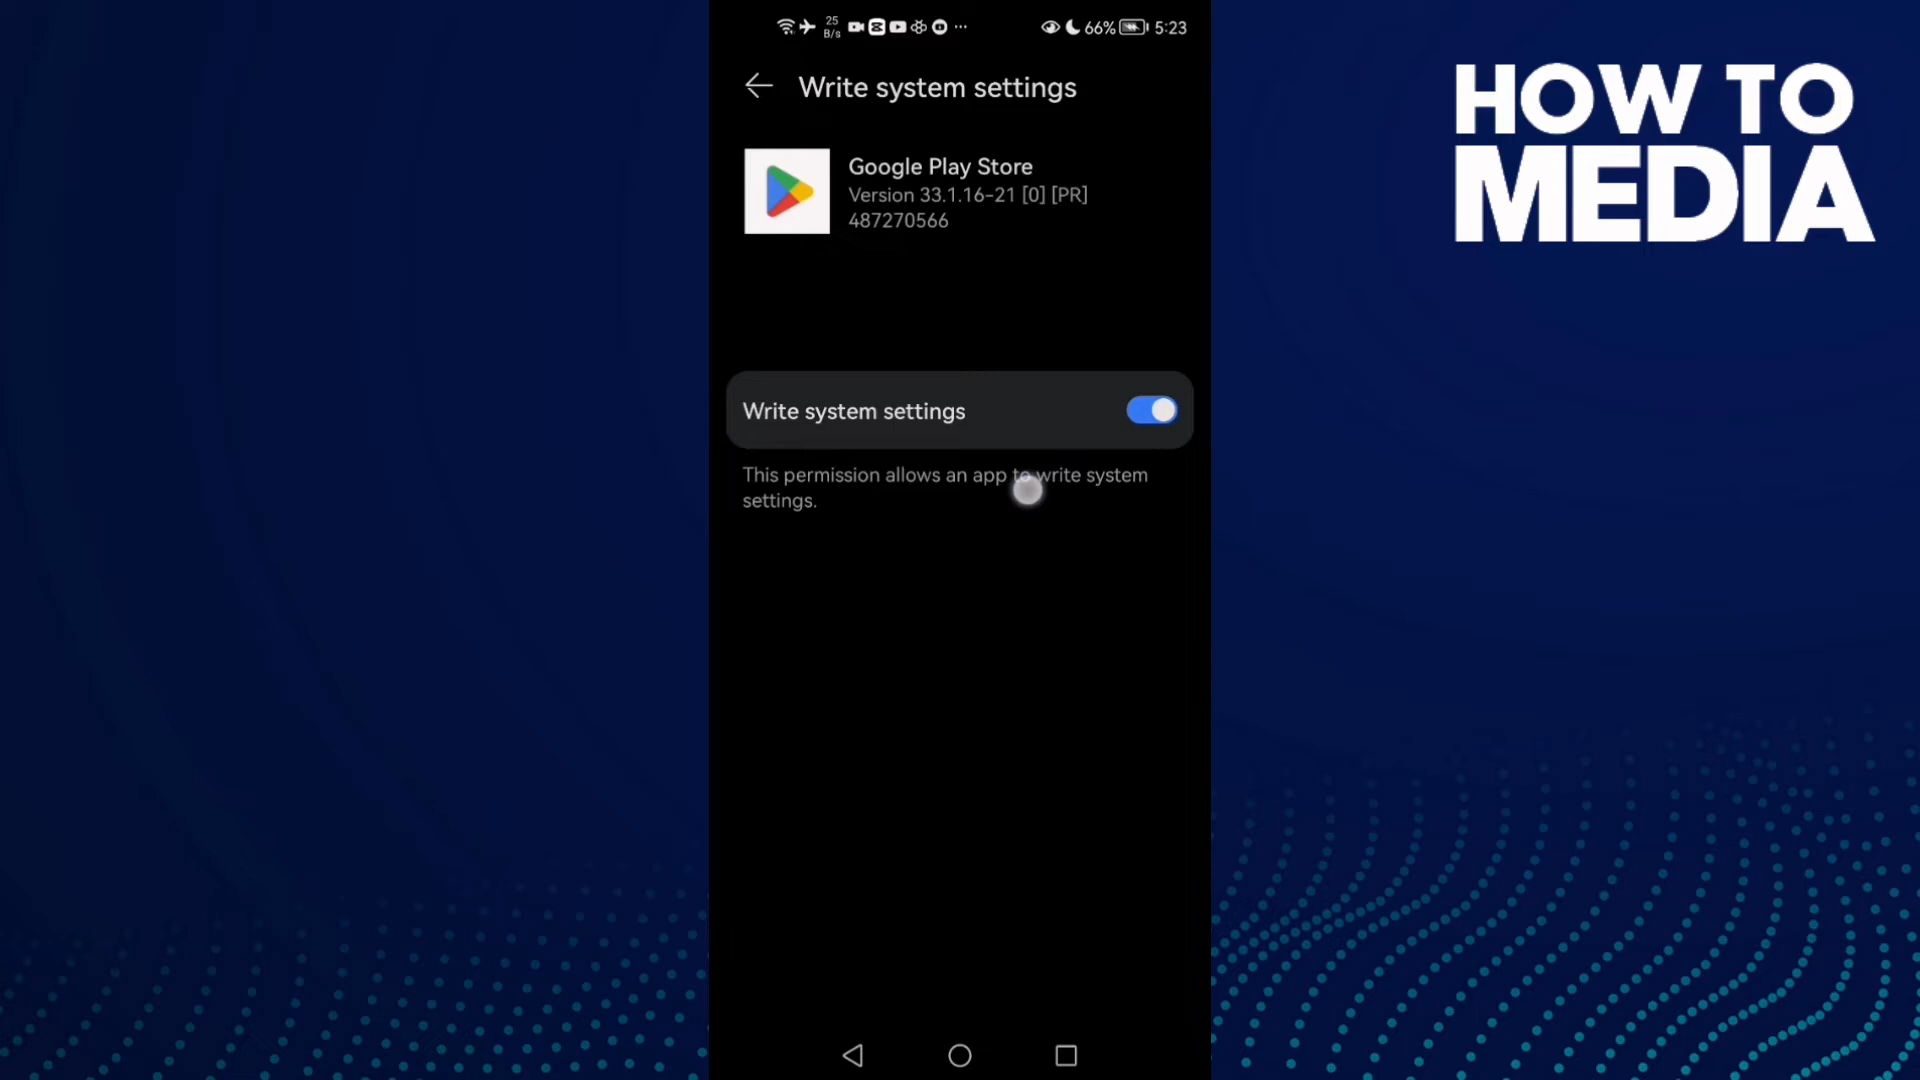 25
B/s
66%
5:23
Write system settings
Google Play Store
Version 33.1.16-21 [0] [PR]
487270566
Write system settings
This permission allows an app to write system
settings.
HOW TO
MEDIA